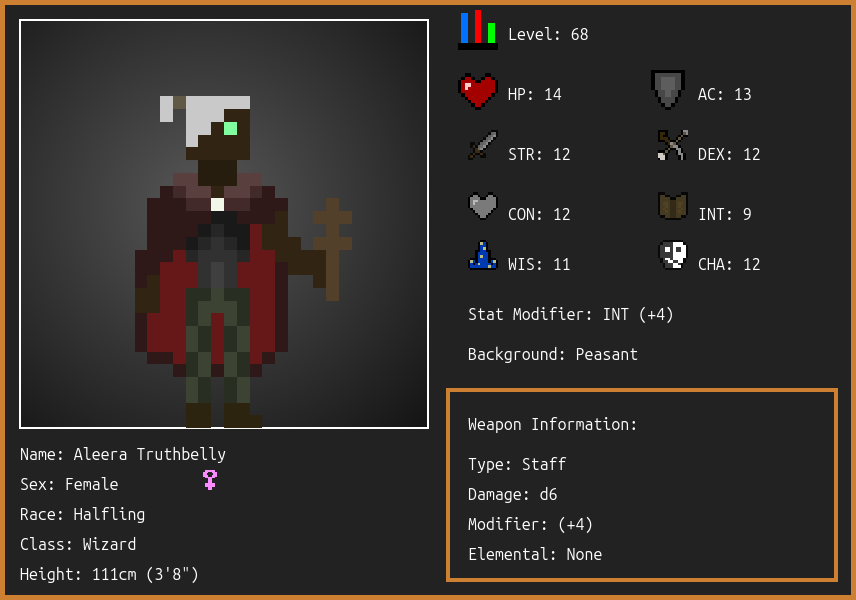 Level: 68
HP: 14
AC: 13
STR: 12
DEX: 12
CON: 12
INT: 9
WIS: 11
CHA: 12
Stat Modifier: INT (+4)
Background: Peasant
Weapon Information:
Type: Staff
Damage: d6
Modifier: (+4)
Elemental: None
Name: Aleera Truthbelly
Sex: Female
Race: Halfling
Class: Wizard
Height: 111cm (3'8")